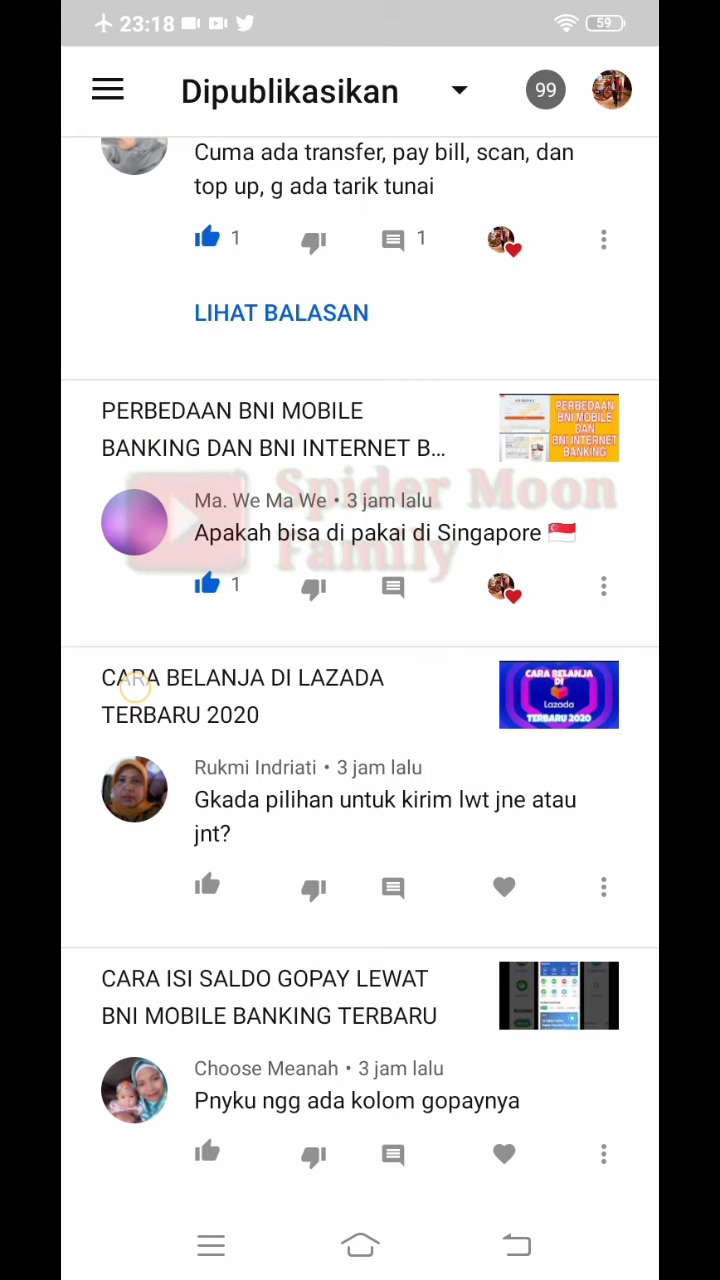 23:18
59
Dipublikasikan
99
Cuma ada transfer, pay bill, scan, dan
top up, g ada tarik tunai
1
1
LIHAT BALASAN
PERBEDAAN BNI MOBILE
BANKING DAN BNI INTERNET B...
PERBEDAAN
BNI MOBILE
DAN
BNI INTERNET
BANKING
Spider Moon
Family
Ma. We Ma We • 3 jam lalu
Apakah bisa di pakai di Singapore 🇸🇬
1
CARA BELANJA DI LAZADA
TERBARU 2020
CARA BELANJA
DI
Lazada
TERBARU 2020
Rukmi Indriati • 3 jam lalu
Gkada pilihan untuk kirim lwt jne atau
jnt?
CARA ISI SALDO GOPAY LEWAT
BNI MOBILE BANKING TERBARU
Choose Meanah • 3 jam lalu
Pnyku ngg ada kolom gopaynya